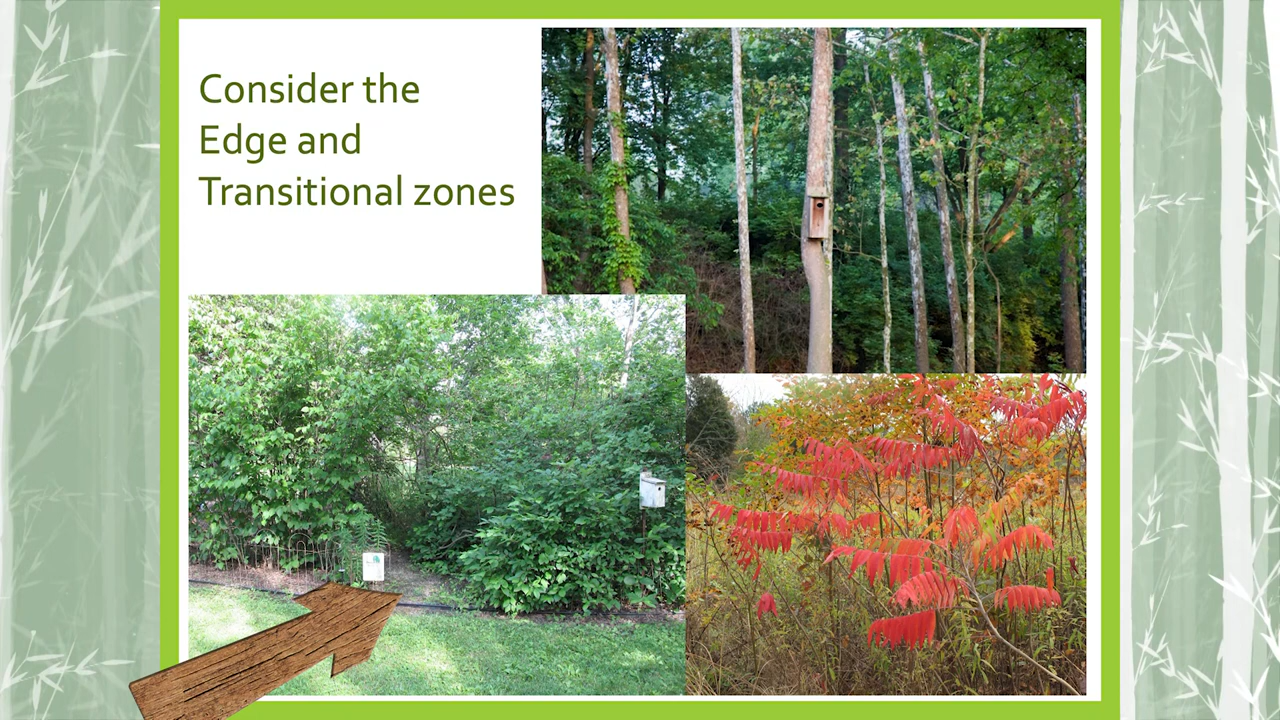 Consider the
Edge and
Transitional zones